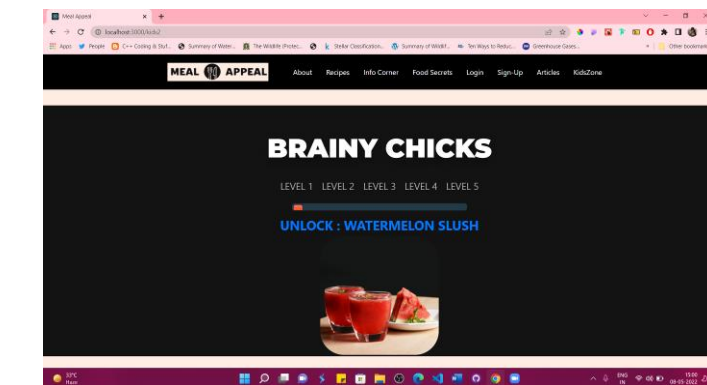 Meal Appeal
localhost:3000/kids2
Apps People C++ Coding & Stuf... Summary of Water... The Wildlife (Protec... Stellar Classification... Summary of Wildlif... Ten Ways to Reduc... Greenhouse Gases... Other bookmarks
MEAL APPEAL About Recipes Info Corner Food Secrets Login Sign-Up Articles KidsZone
BRAINY CHICKS
LEVEL 1 LEVEL 2 LEVEL 3 LEVEL 4 LEVEL 5
UNLOCK : WATERMELON SLUSH
33°C ENG 15:00
Haze IN 08-05-2022